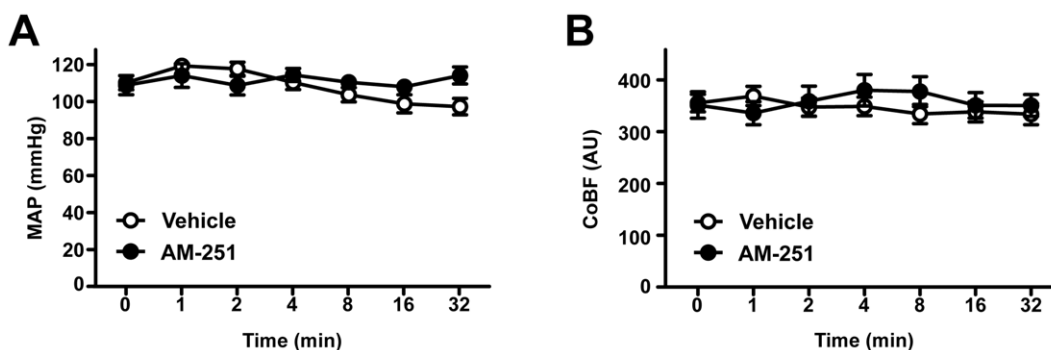 A
MAP (mmHg)
120
100
80
60
40
20
0
Vehicle
AM-251
0 1 2 4 8 16 32
Time (min)
B
CoBF (AU)
400
300
200
100
0
Vehicle
AM-251
0 1 2 4 8 16 32
Time (min)